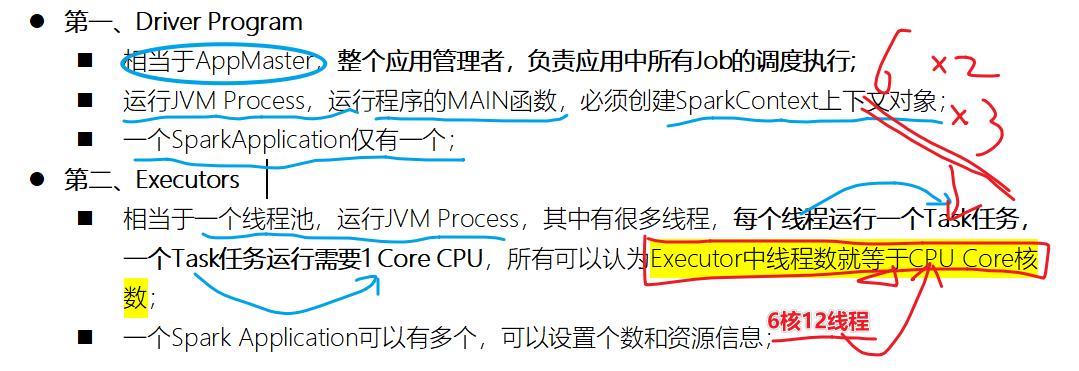 ● 第一、Driver Program
■ 相当于AppMaster，整个应用管理者，负责应用中所有Job的调度执行;
■ 运行JVM Process，运行程序的MAIN函数，必须创建SparkContext上下文对象;
■ 一个SparkApplication仅有一个;
6 ×2
×3
● 第二、Executors
■ 相当于一个线程池，运行JVM Process，其中有很多线程，每个线程运行一个Task任务，
一个Task任务运行需要1 Core CPU，所有可以认为Executor中线程数就等于CPU Core核
数;
6核12线程
■ 一个Spark Application可以有多个，可以设置个数和资源信息;